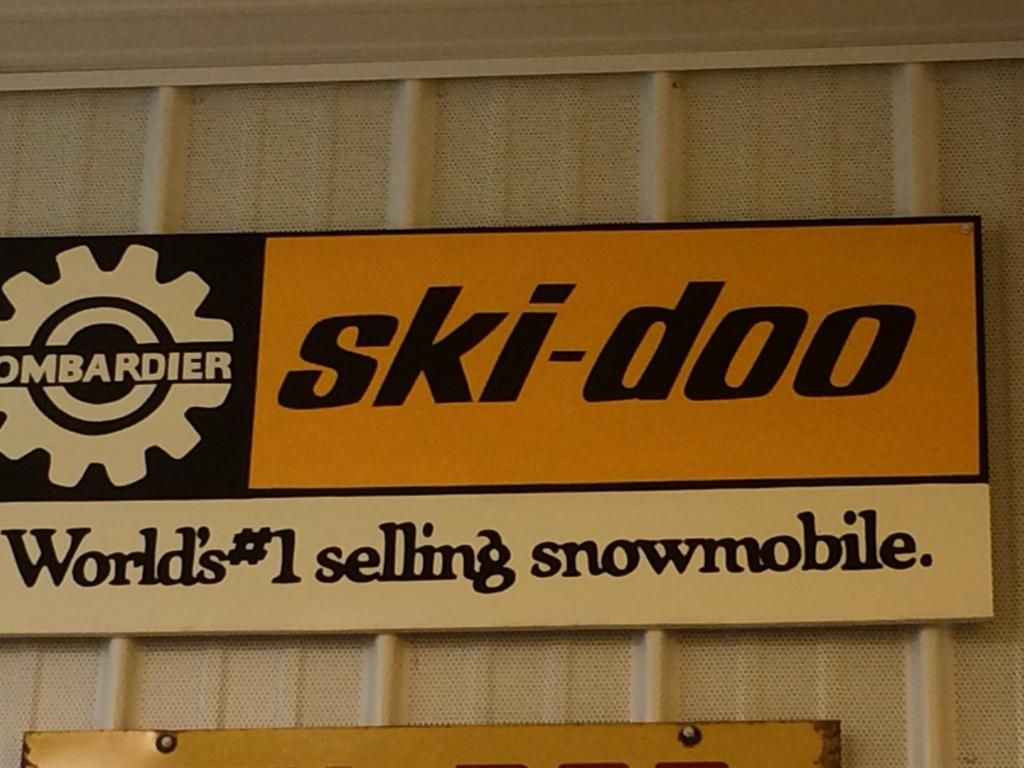 OMBARDIER
ski-doo
World's #1 selling snowmobile.